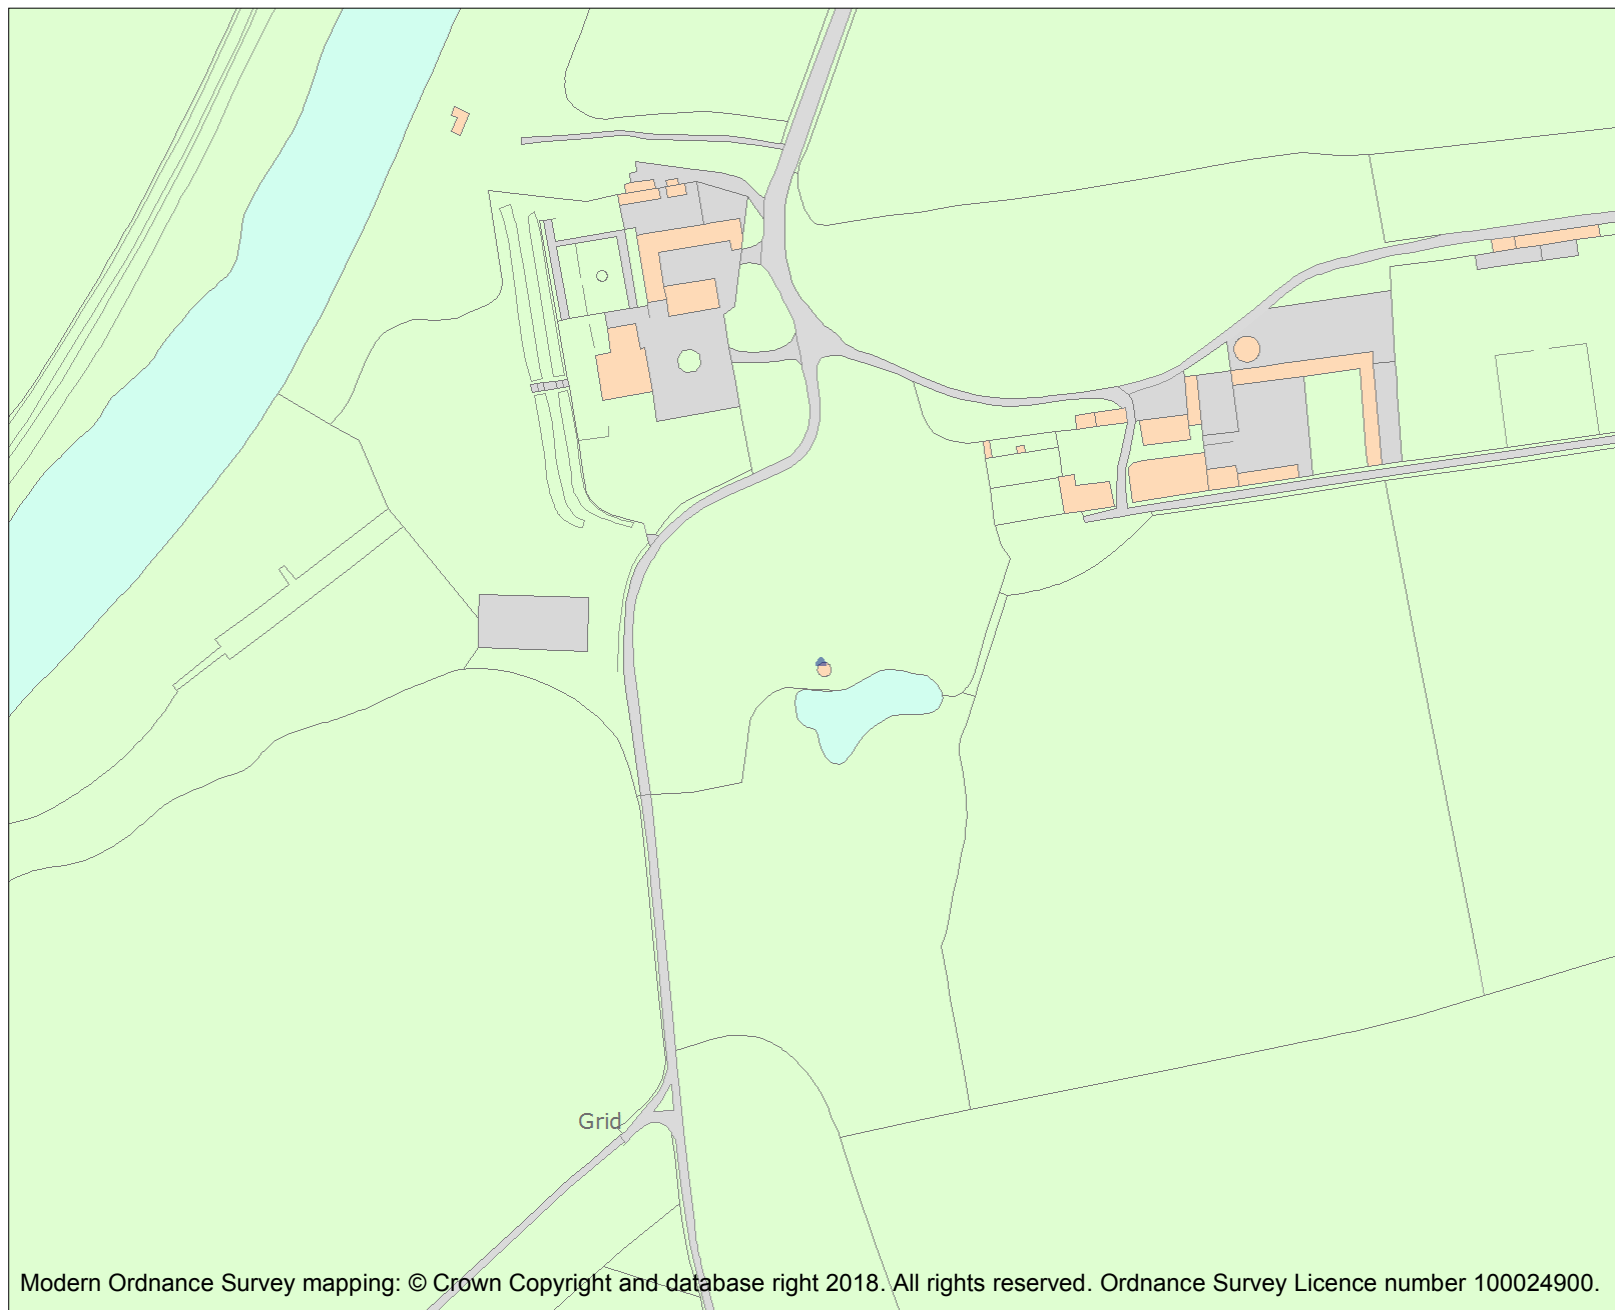 Grid
Modern Ordnance Survey mapping: © Crown Copyright and database right 2018. All rights reserved. Ordnance Survey Licence number 100024900.